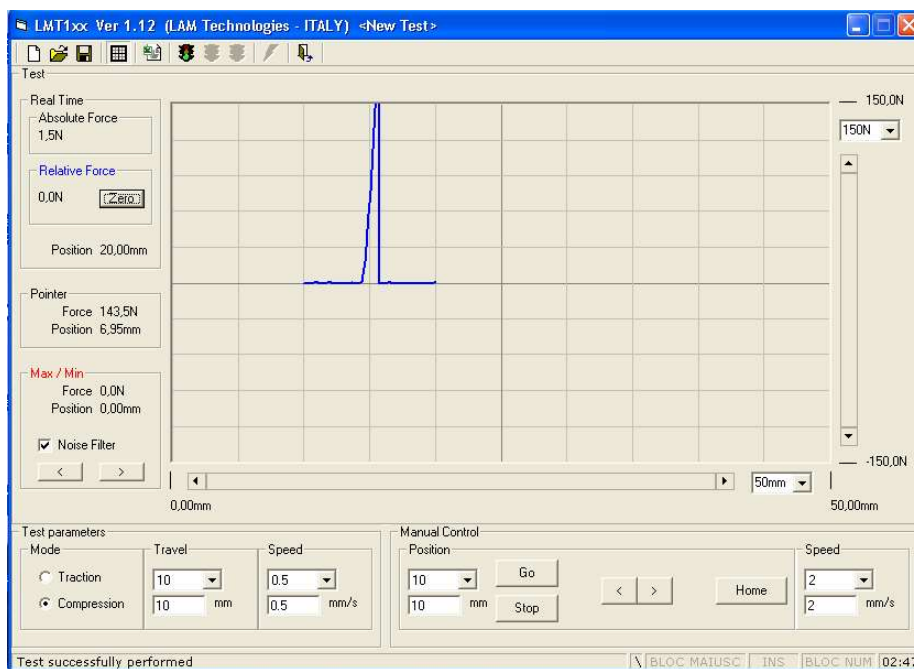 LMT1xx Ver 1.12 (LAM Technologies - ITALY) <New Test>
Test
Real Time
Absolute Force
1,5N
Relative Force
0,0N Zero
Position 20,00mm
Pointer
Force 143,5N
Position 6,95mm
Max / Min
Force 0,0N
Position 0,00mm
Noise Filter
< >
150,0N
150N
-150,0N
50mm
0,00mm 50,00mm
Test parameters
Mode
Traction
Compression
Travel
10
10 mm
Speed
0.5
0.5 mm/s
Manual Control
Position
10
10 mm
Go
Stop
< >
Home
Speed
2
2 mm/s
Test successfully performed \ BLOC MAIUSC INS BLOC NUM